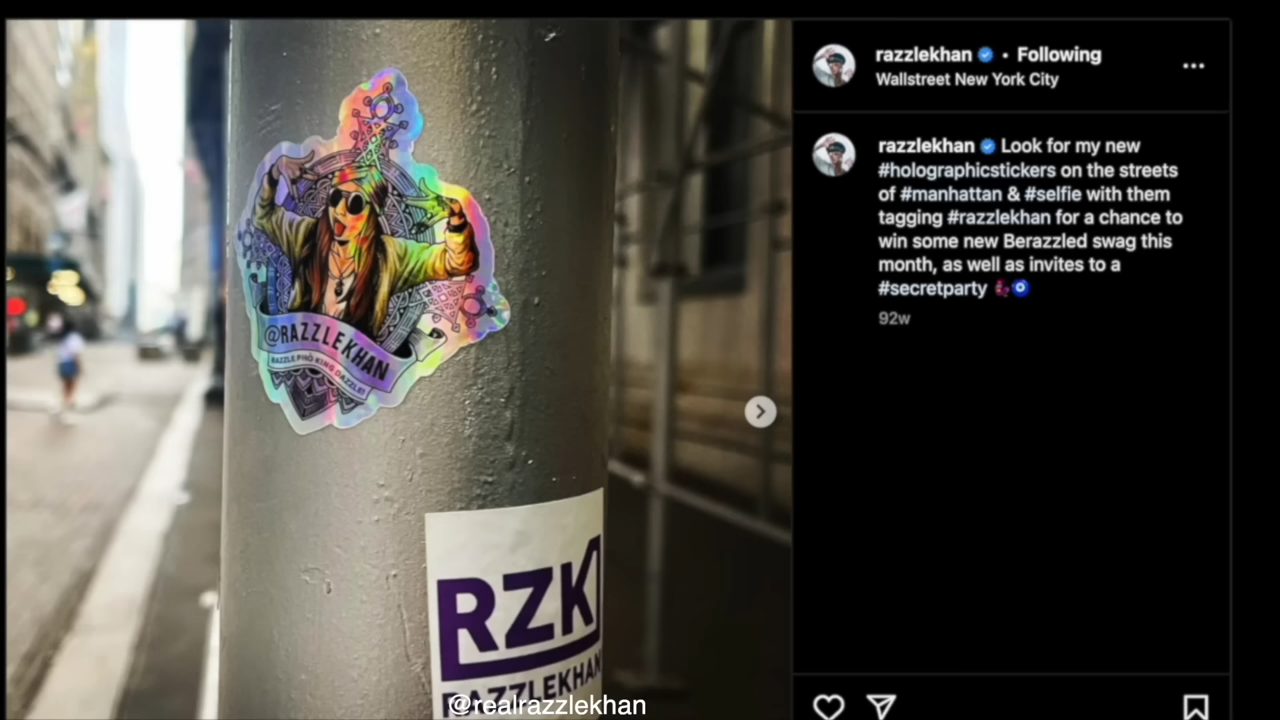 @RAZZLEKHAN
RAZZLE PHO KING DAZZLE!
RZK
RAZZLEKHAN
@realrazzlekhan
razzlekhan • Following
Wallstreet New York City
razzlekhan Look for my new
#holographicstickers on the streets
of #manhattan & #selfie with them
tagging #razzlekhan for a chance to
win some new Berazzled swag this
month, as well as invites to a
#secretparty
92w